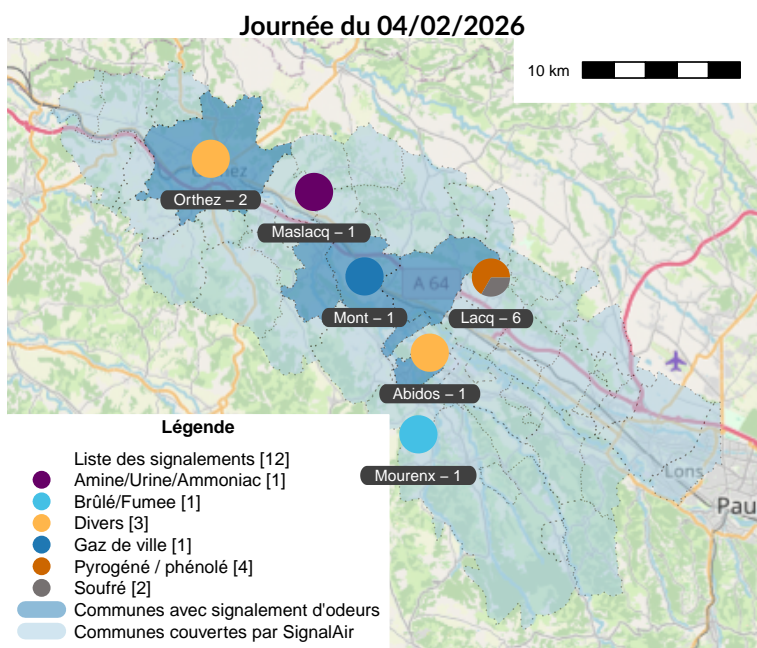 Journée du 04/02/2026
10 km
Orthez – 2
Maslacq – 1
A 64
Mont – 1
Lacq – 6
Abidos – 1
Mourenx – 1
Lons
Pau
Légende
Liste des signalements [12]
Amine/Urine/Ammoniac [1]
Brûlé/Fumee [1]
Divers [3]
Gaz de ville [1]
Pyrogéné / phénolé [4]
Soufré [2]
Communes avec signalement d'odeurs
Communes couvertes par SignalAir